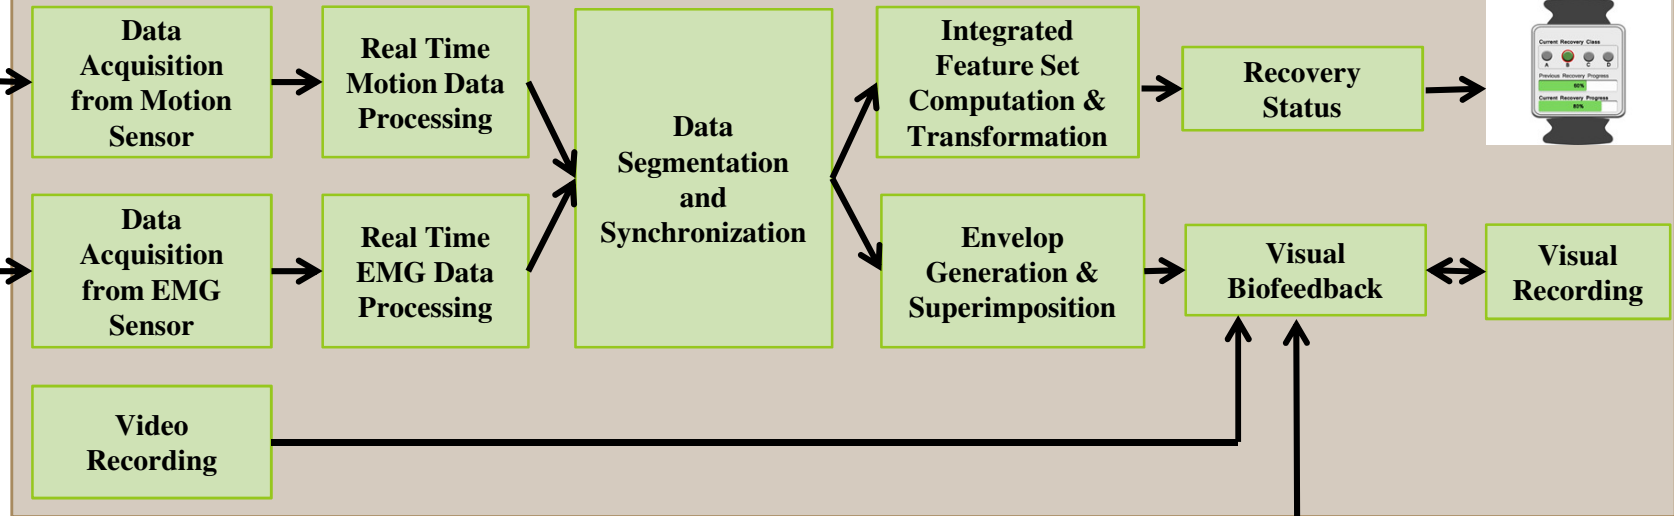 Data
Acquisition
from Motion
Sensor
Real Time
Motion Data
Processing
Data
Segmentation
and
Synchronization
Integrated
Feature Set
Computation &
Transformation
Recovery
Status
Current Recovery Class
A B C D
Previous Recovery Progress
60%
Current Recovery Progress
80%
Data
Acquisition
from EMG
Sensor
Real Time
EMG Data
Processing
Envelop
Generation &
Superimposition
Visual
Biofeedback
Visual
Recording
Video
Recording